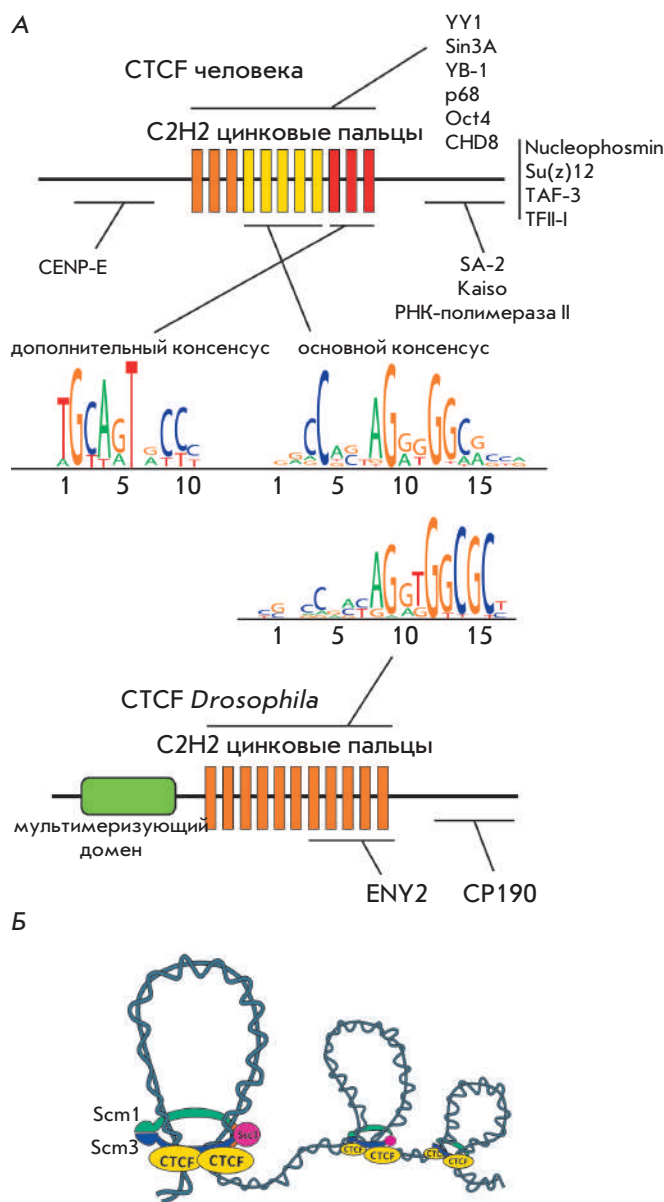 А
CTCF человека
C2H2 цинковые пальцы
YY1
Sin3A
YB-1
p68
Oct4
CHD8
Nucleophosmin
Su(z)12
TAF-3
TFII-I
CENP-E
SA-2
Kaiso
РНК-полимераза II
дополнительный консенсус
основной консенсус
1 5 10
1 5 10 15
1 5 10 15
CTCF Drosophila
C2H2 цинковые пальцы
мультимеризующий
домен
ENY2
CP190
Б
Scm1
Scm3
CTCF CTCF
CTCF
CTCF
CTCF